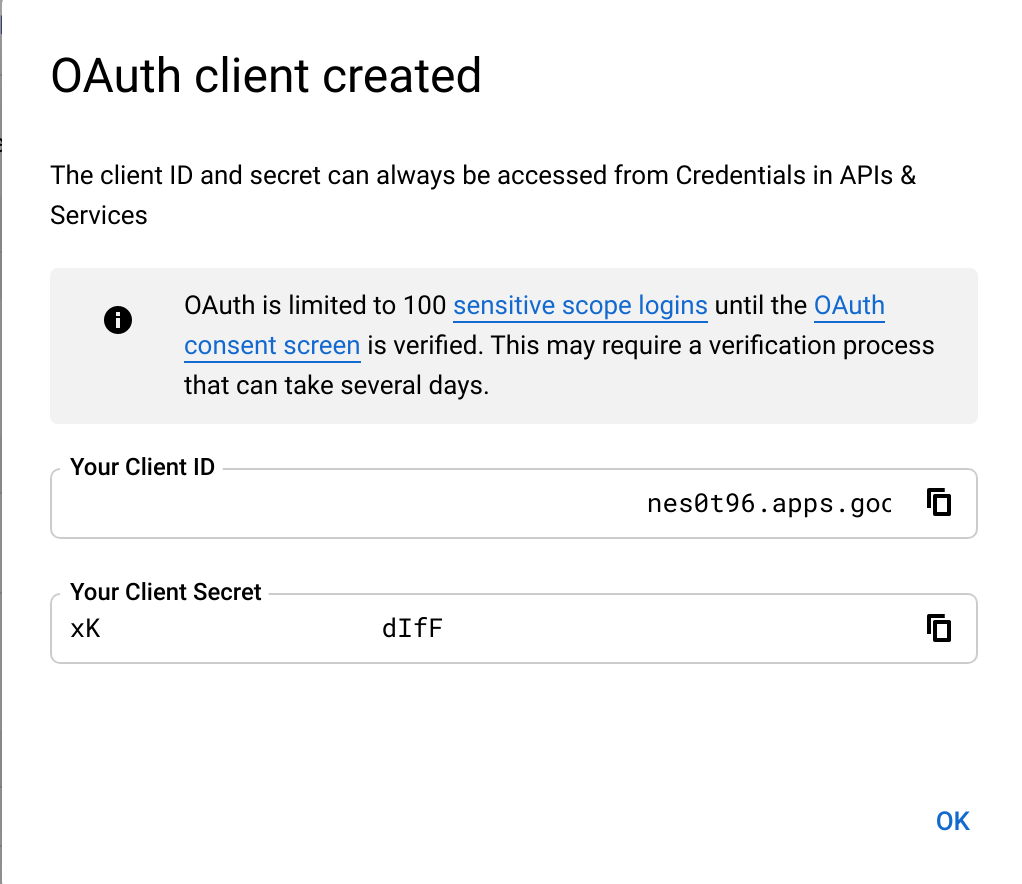 OAuth client created
The client ID and secret can always be accessed from Credentials in APIs &
Services
OAuth is limited to 100 sensitive scope logins until the OAuth
consent screen is verified. This may require a verification process
that can take several days.
Your Client ID
nes0t96.apps.goo
Your Client Secret
xK dIfF
OK